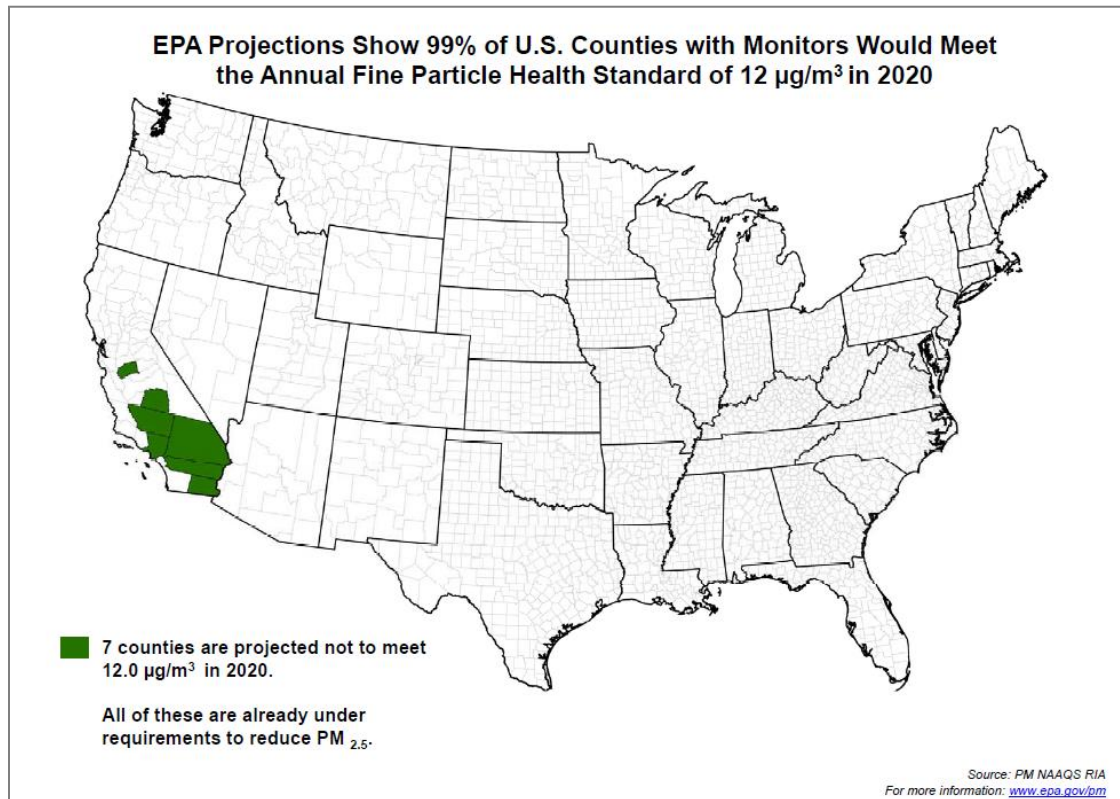 EPA Projections Show 99% of U.S. Counties with Monitors Would Meet
the Annual Fine Particle Health Standard of 12 µg/m³ in 2020
7 counties are projected not to meet
12.0 µg/m³ in 2020.
All of these are already under
requirements to reduce PM 2.5.
Source: PM NAAQS RIA
For more information: www.epa.gov/pm